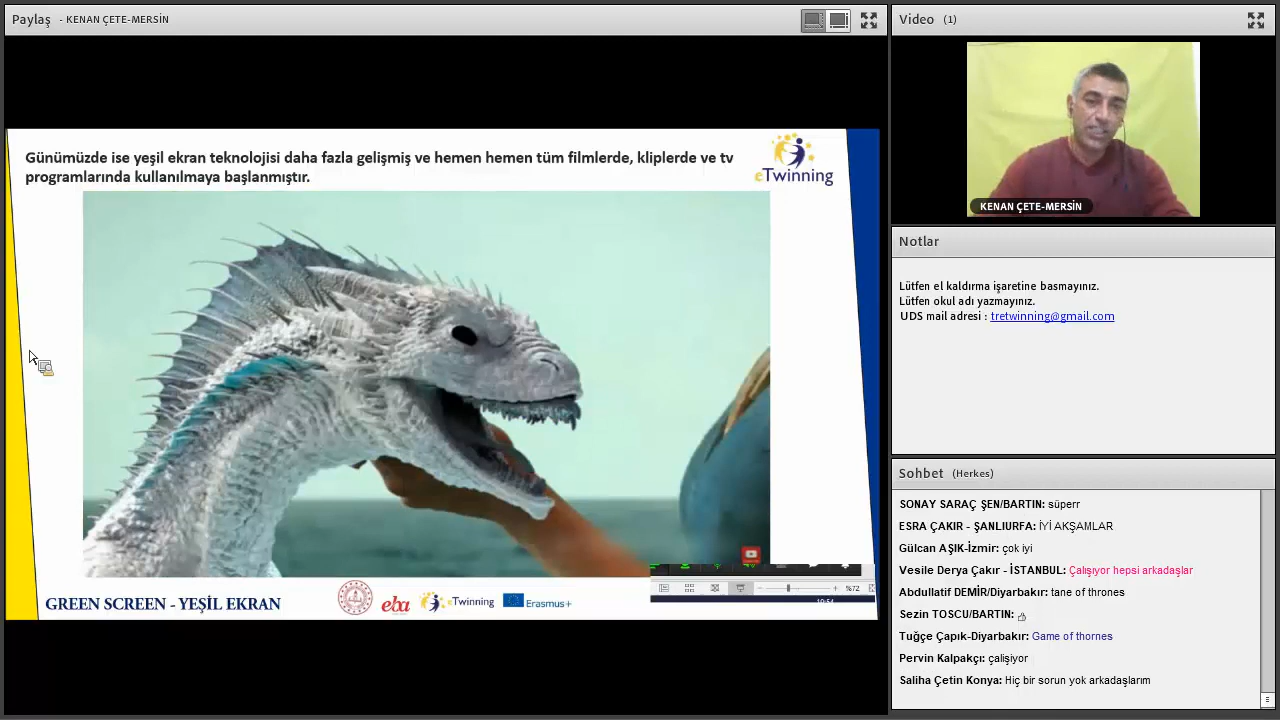 Paylaş - KENAN ÇETE-MERSİN
Günümüzde ise yeşil ekran teknolojisi daha fazla gelişmiş ve hemen hemen tüm filmlerde, kliplerde ve tv
programlarında kullanılmaya başlanmıştır.
eTwinning
GREEN SCREEN - YEŞİL EKRAN
eba
eTwinning
Erasmus+
%72
Video (1)
KENAN ÇETE-MERSİN
Notlar
Lütfen el kaldırma işaretine basmayınız.
Lütfen okul adı yazmayınız.
UDS mail adresi : tretwinning@gmail.com
Sohbet (Herkes)
SONAY SARAÇ ŞEN/BARTIN: süperr
ESRA ÇAKIR - ŞANLIURFA: İYİ AKŞAMLAR
Gülcan AŞIK-İzmir: çok iyi
Vesile Derya Çakır - İSTANBUL: Çalışıyor hepsi arkadaşlar
Abdullatif DEMİR/Diyarbakır: tane of thrones
Sezin TOSCU/BARTIN:
Tuğçe Çapık-Diyarbakır: Game of thornes
Pervin Kalpakçı: çalişiyor
Saliha Çetin Konya: Hiç bir sorun yok arkadaşlarım